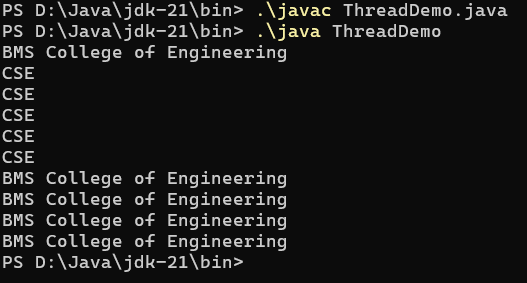 PS D:\Java\jdk-21\bin> .\javac ThreadDemo.java
PS D:\Java\jdk-21\bin> .\java ThreadDemo
BMS College of Engineering
CSE
CSE
CSE
CSE
CSE
BMS College of Engineering
BMS College of Engineering
BMS College of Engineering
BMS College of Engineering
PS D:\Java\jdk-21\bin>